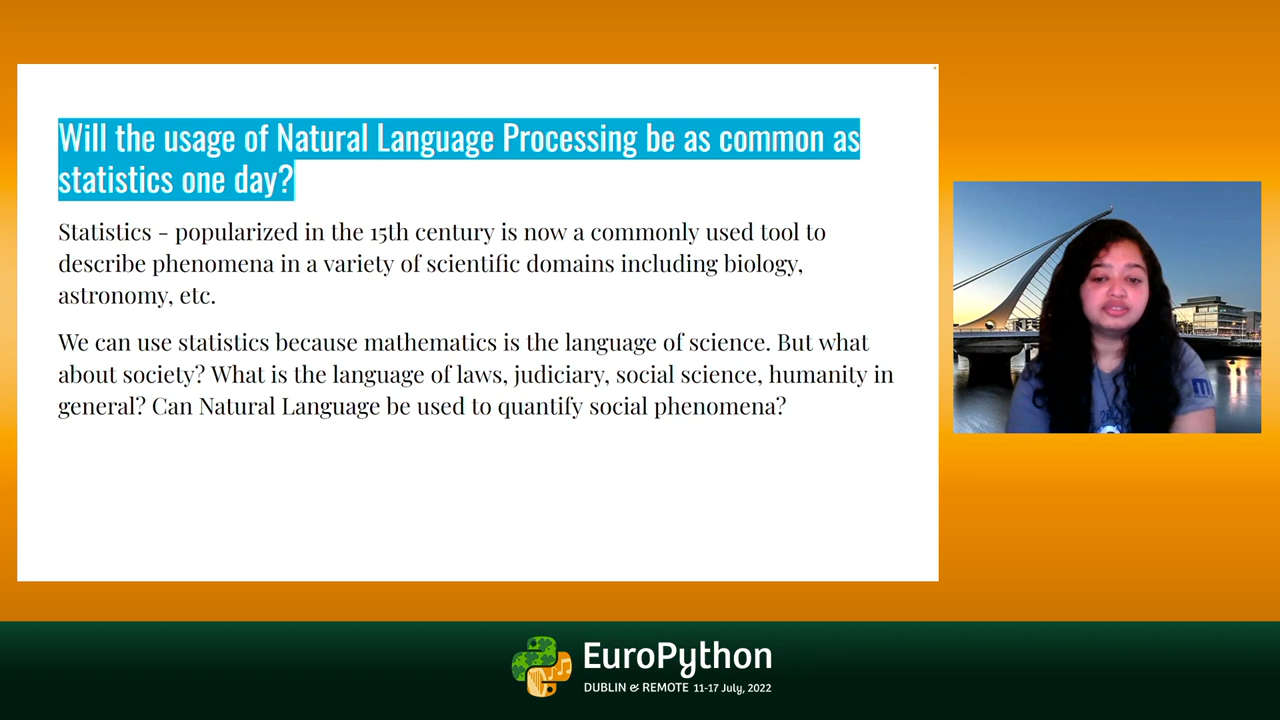 Will the usage of Natural Language Processing be as common as
statistics one day?
Statistics - popularized in the 15th century is now a commonly used tool to
describe phenomena in a variety of scientific domains including biology,
astronomy, etc.
We can use statistics because mathematics is the language of science. But what
about society? What is the language of laws, judiciary, social science, humanity in
general? Can Natural Language be used to quantify social phenomena?
EuroPython
DUBLIN & REMOTE 11-17 July, 2022